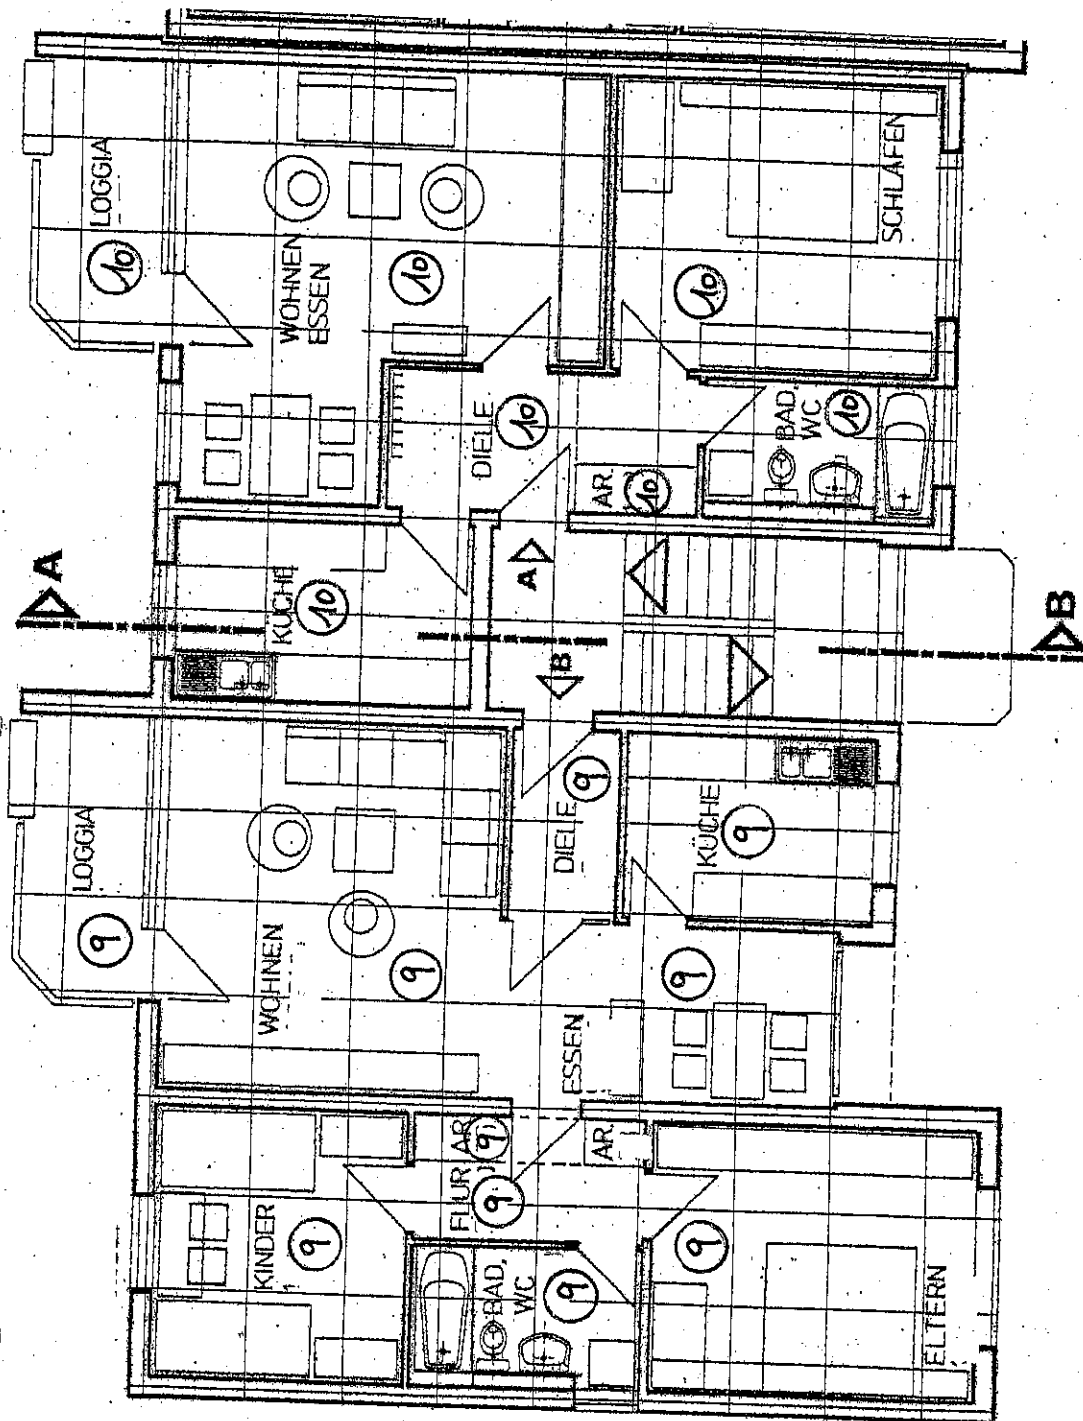 LOGGIA
10
WOHNEN
ESSEN
10
SCHLAFEN
10
DIELE
10
AR.
10
BAD,
WC
10
KÜCHE
10
A
A
B
B
LOGGIA
9
WOHNEN
9
DIELE
9
KÜCHE
9
ESSEN
9
KINDER
9
FLUR
9
AR.
9
AR.
BAD,
WC
9
ELTERN
9